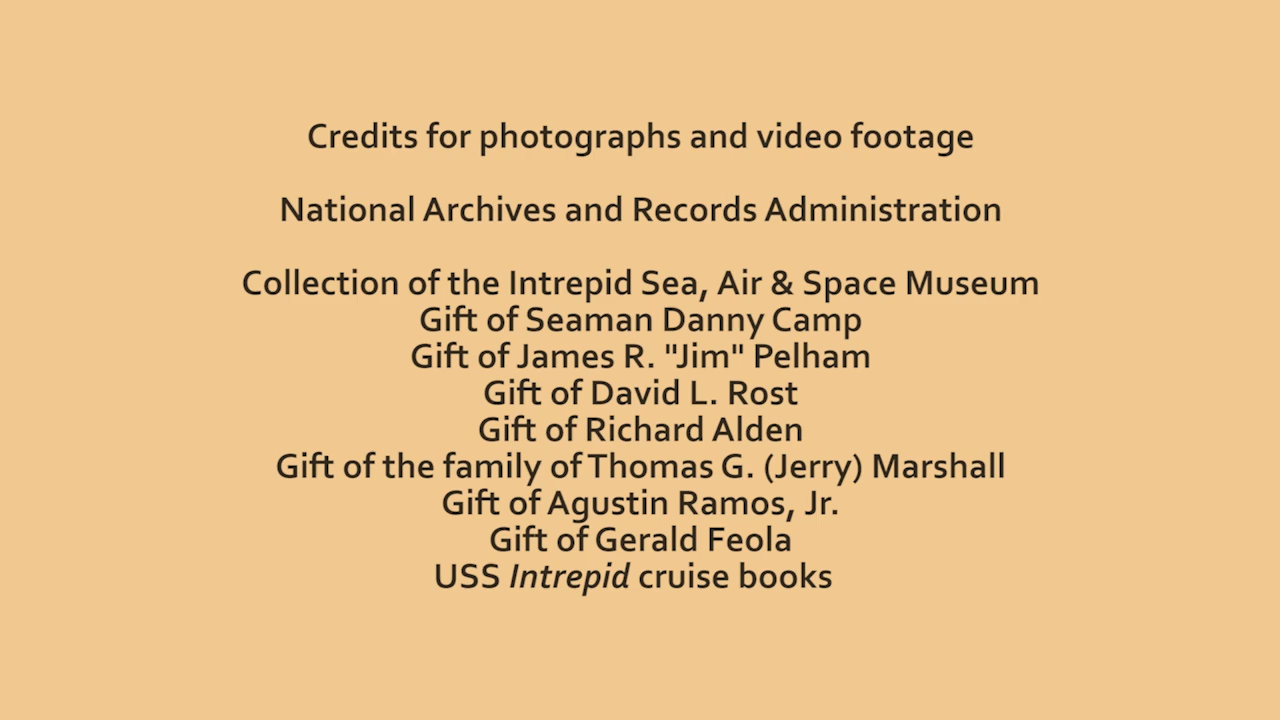 Credits for photographs and video footage
National Archives and Records Administration
Collection of the Intrepid Sea, Air & Space Museum
Gift of Seaman Danny Camp
Gift of James R. "Jim" Pelham
Gift of David L. Rost
Gift of Richard Alden
Gift of the family of Thomas G. (Jerry) Marshall
Gift of Agustin Ramos, Jr.
Gift of Gerald Feola
USS Intrepid cruise books